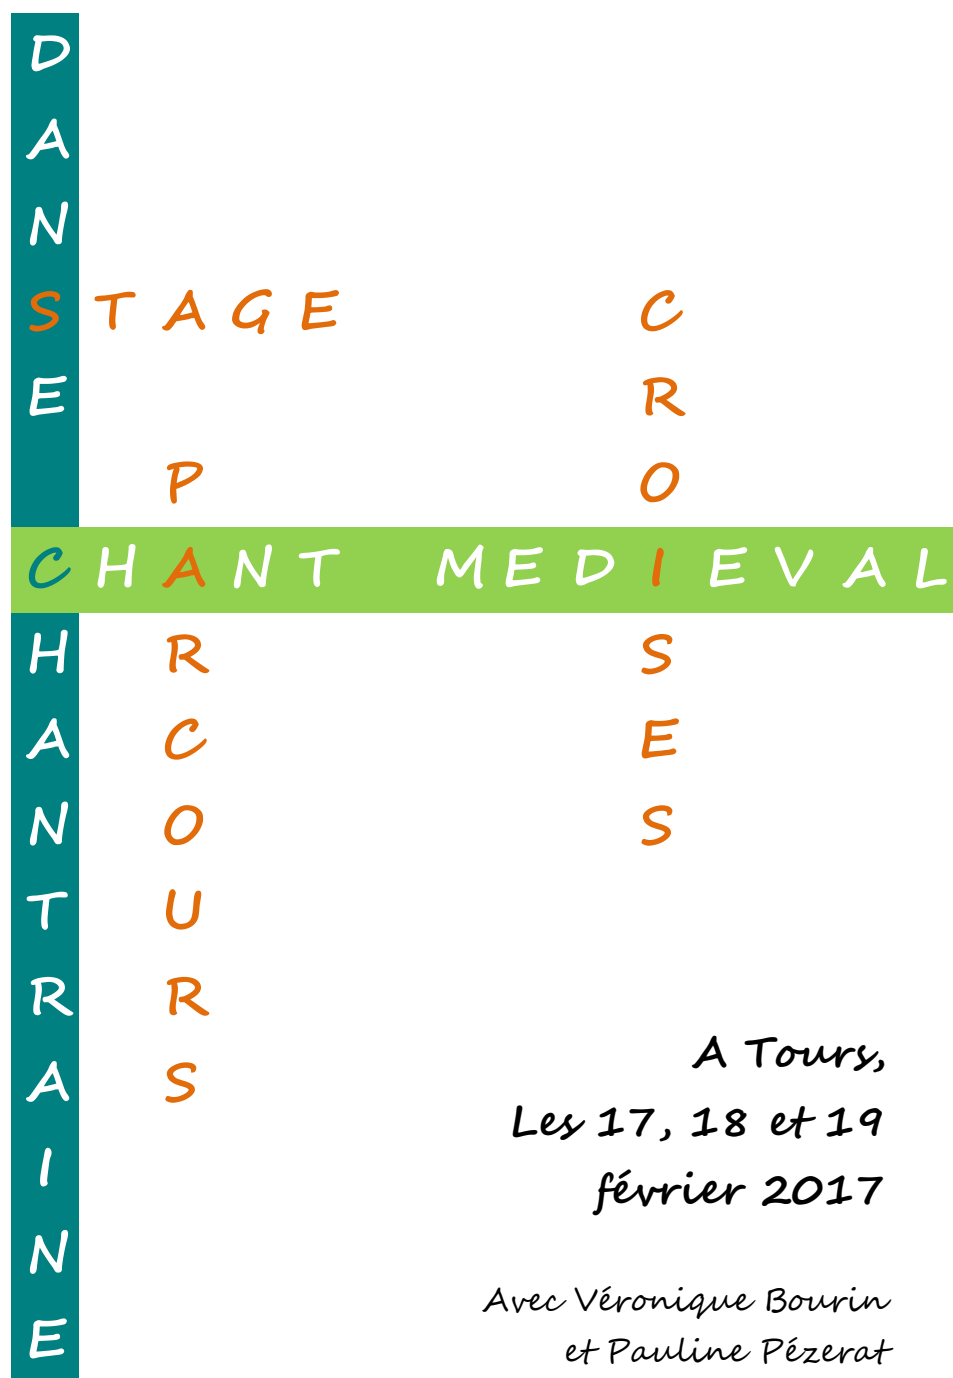 DANSE CHANTRAINE
STAGE
PARCOURS
CROISES
CHANT MEDIEVAL
A Tours,
Les 17, 18 et 19
février 2017
Avec Véronique Bourin
et Pauline Pézerat